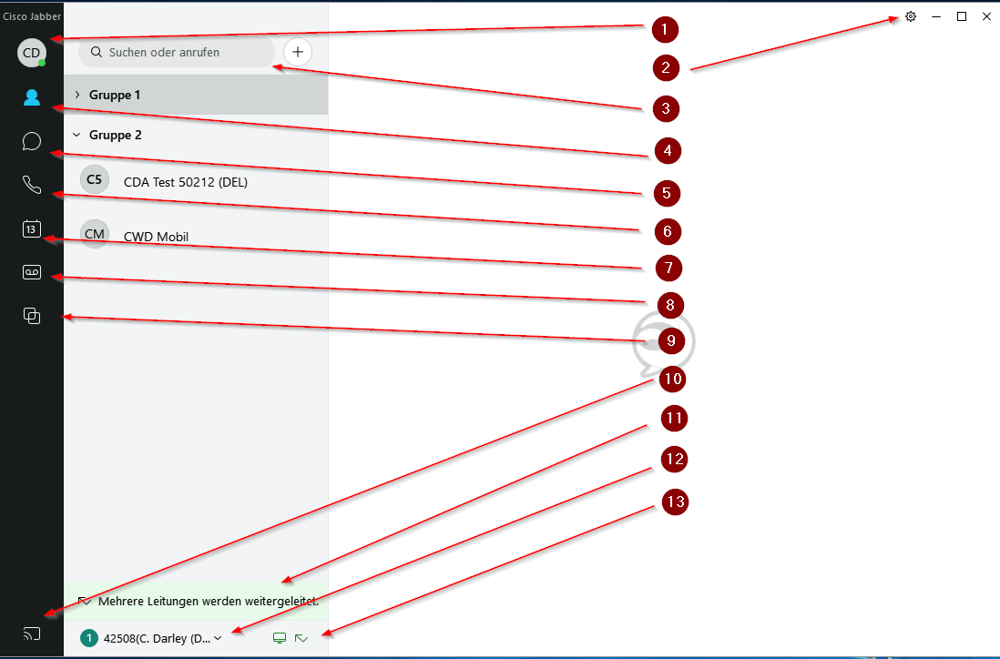 Cisco Jabber
CD
Suchen oder anrufen
Gruppe 1
Gruppe 2
C5 CDA Test 50212 (DEL)
CM CWD Mobil
13
Mehrere Leitungen werden weitergeleitet.
1 42508(C. Darley (D...
1
2
3
4
5
6
7
8
9
10
11
12
13